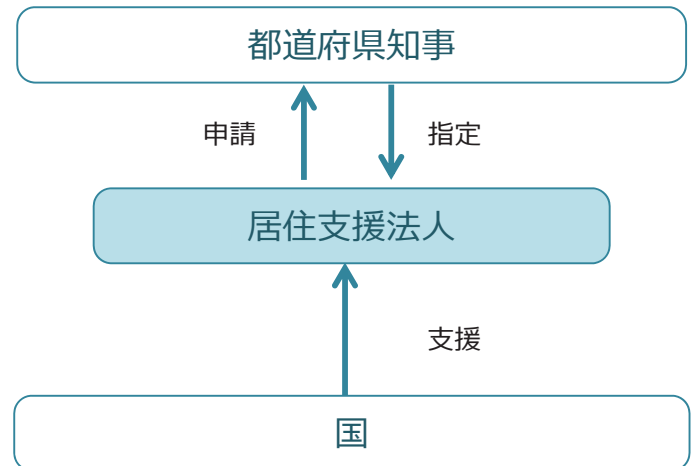 都道府県知事
申請
指定
居住支援法人
支援
国